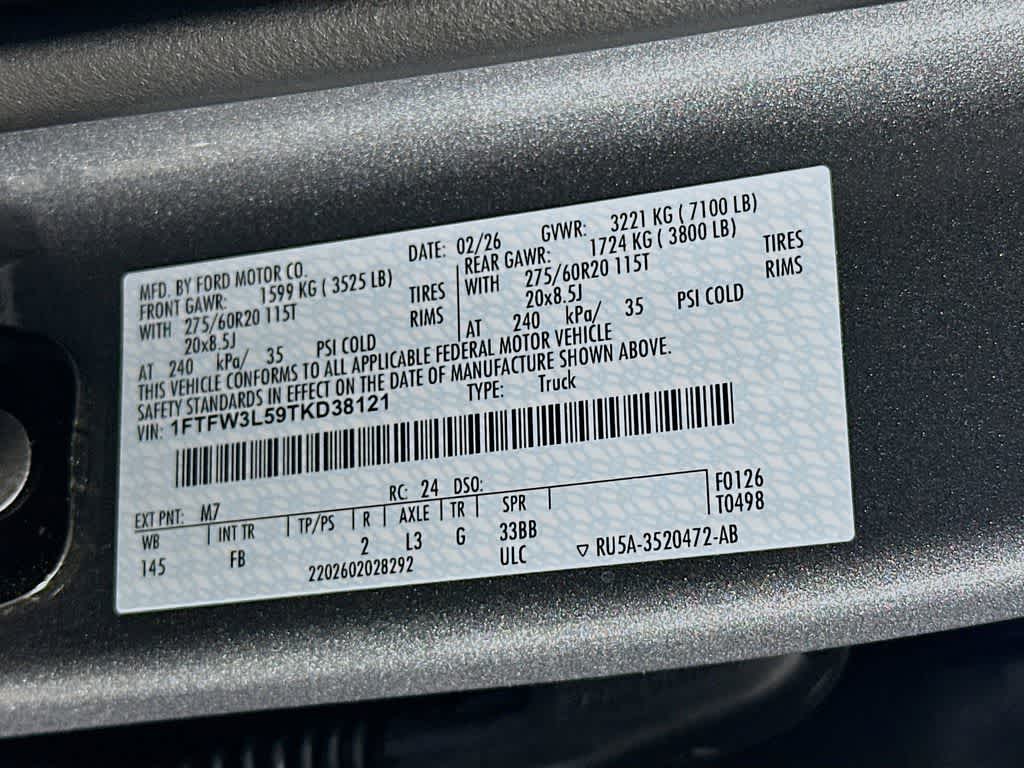 MFD. BY FORD MOTOR CO. DATE: 02/26 GVWR: 3221 KG ( 7100 LB)
FRONT GAWR: 1599 KG ( 3525 LB) REAR GAWR: 1724 KG ( 3800 LB)
WITH 275/60R20 115T TIRES WITH 275/60R20 115T TIRES
20x8.5J RIMS 20x8.5J RIMS
AT 240 kPa/ 35 PSI COLD AT 240 kPa/ 35 PSI COLD
THIS VEHICLE CONFORMS TO ALL APPLICABLE FEDERAL MOTOR VEHICLE
SAFETY STANDARDS IN EFFECT ON THE DATE OF MANUFACTURE SHOWN ABOVE.
VIN: 1FTFW3L59TKD38121 TYPE: Truck
EXT PNT: M7 RC: 24 DSO: F0126
WB INT TR TP/PS R AXLE TR SPR T0498
145 FB 2 L3 G 33BB
2202602028292 ULC ▽ RU5A-3520472-AB